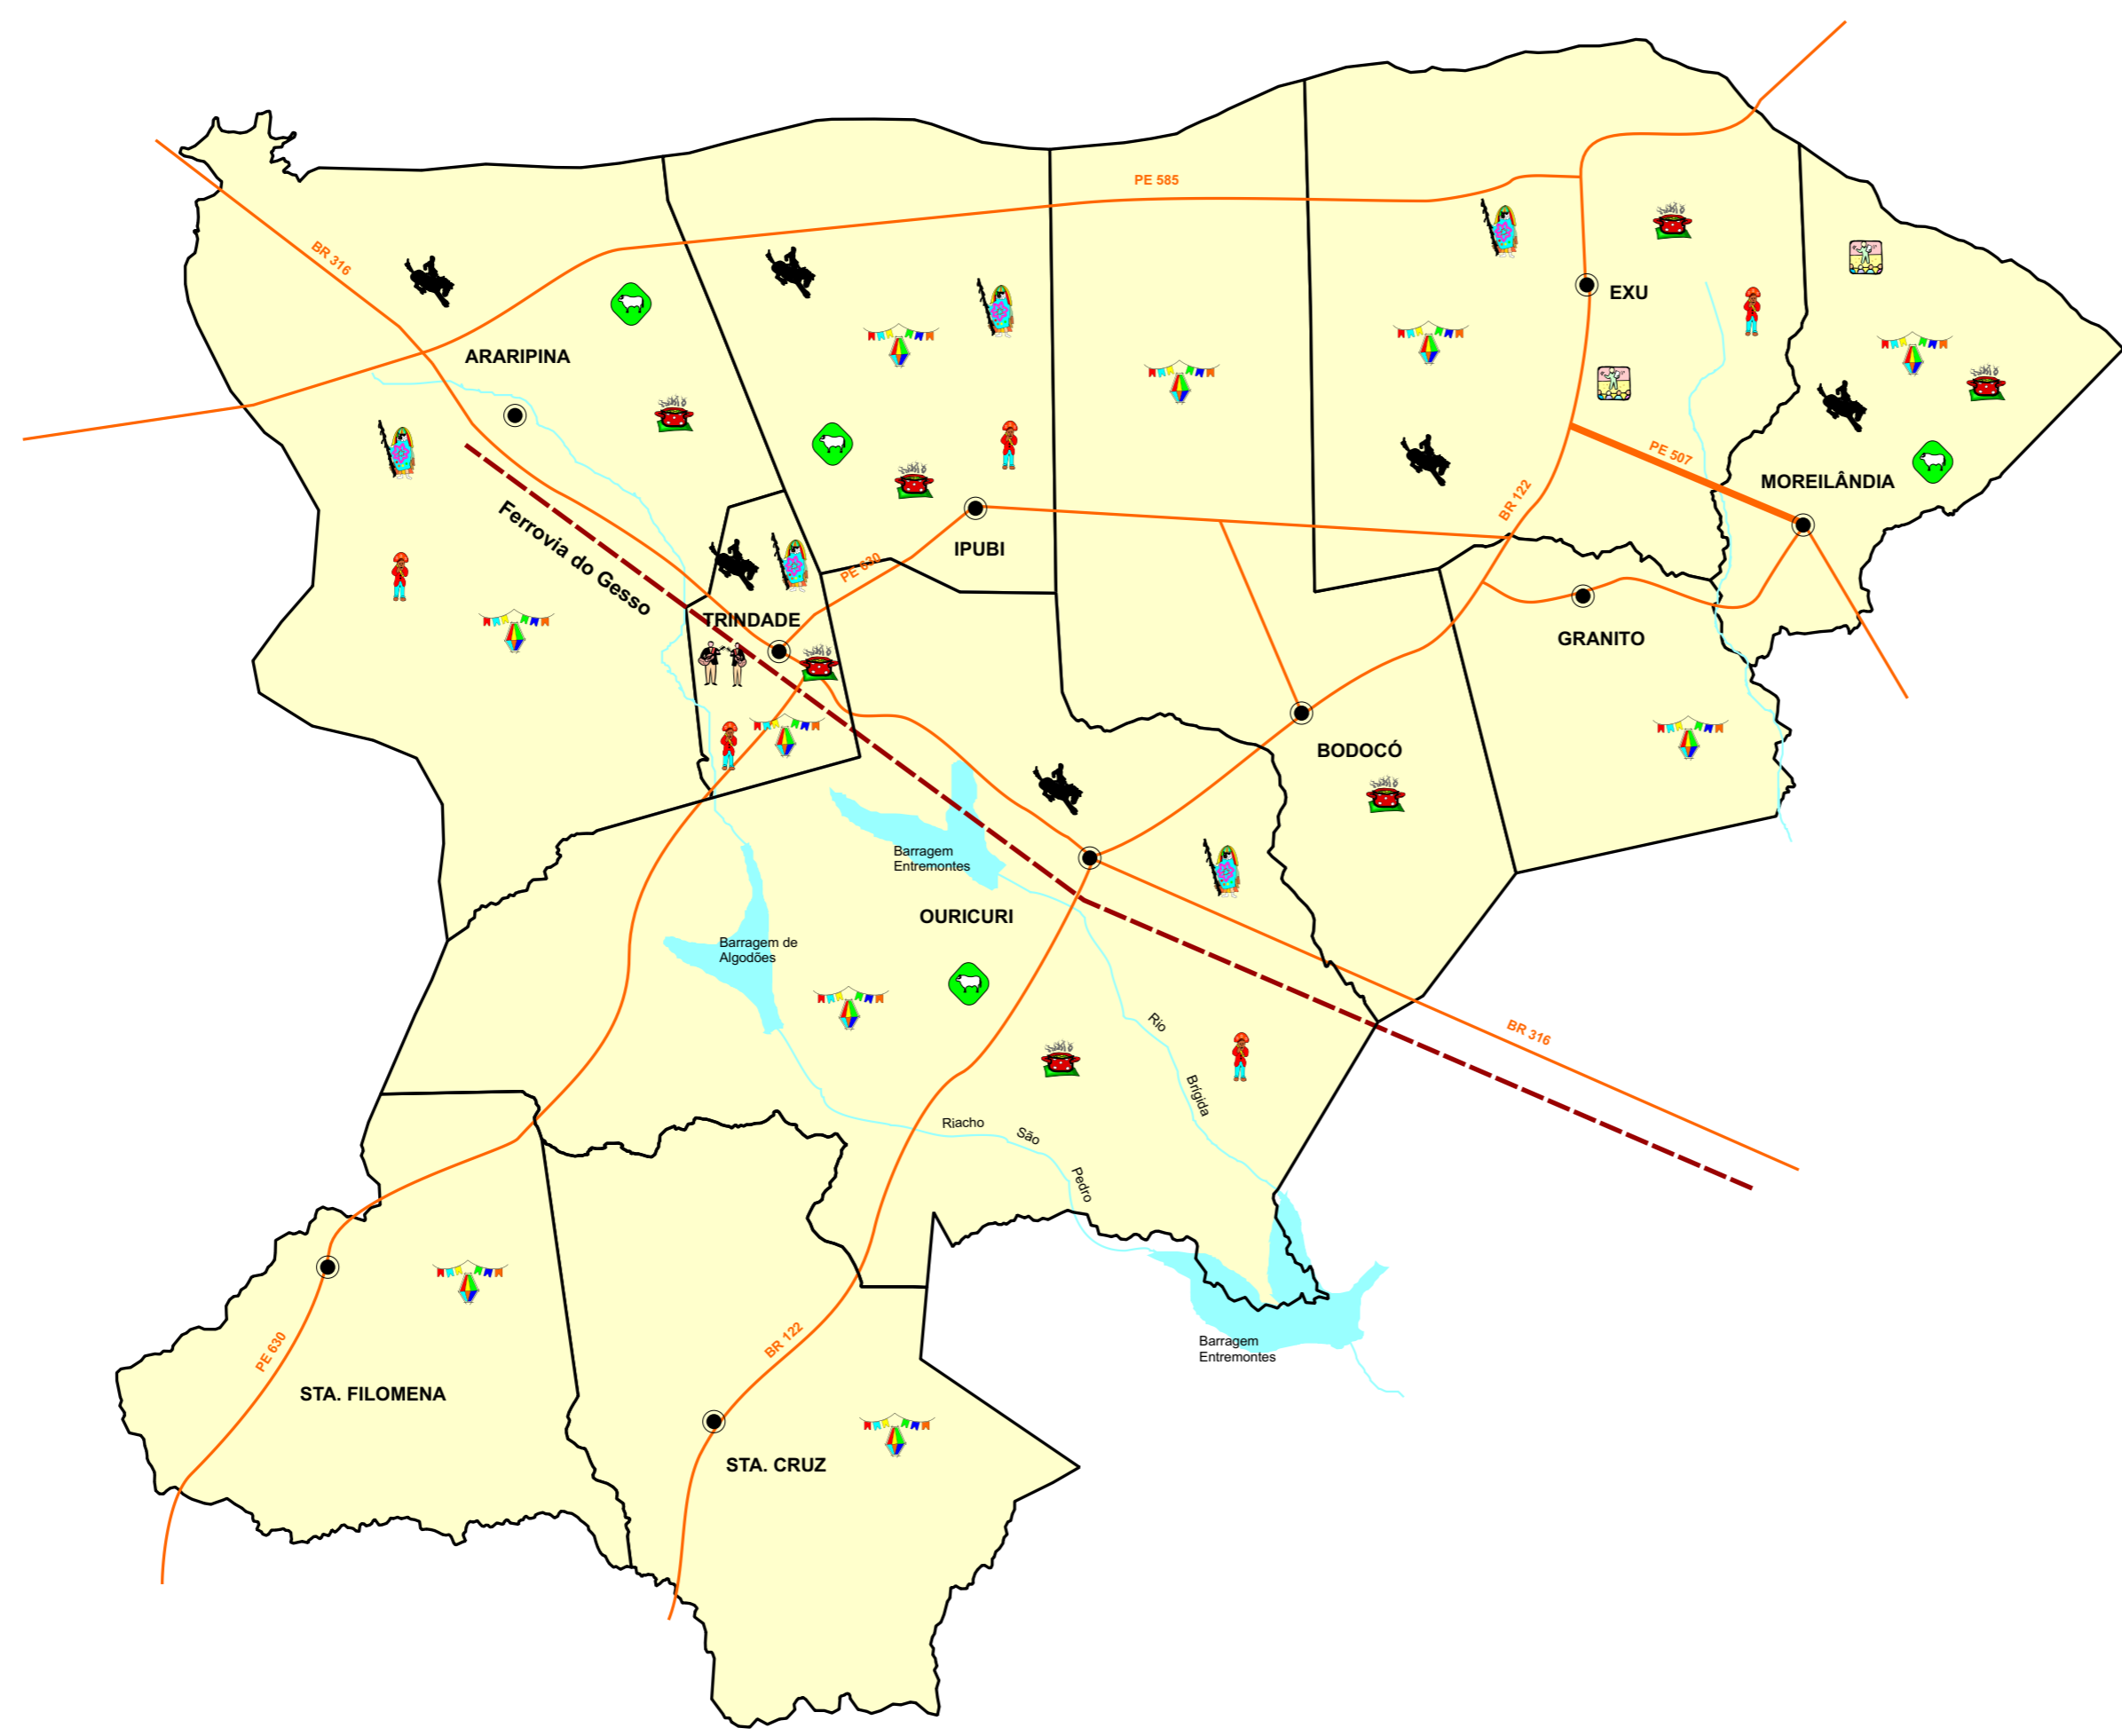 PE 585
BR 316
EXU
ARARIPINA
PE 507
MOREILÂNDIA
BR 122
Ferrovia do Gesso
IPUBI
PE 630
TRINDADE
GRANITO
BODOCÓ
Barragem
Entremontes
OURICURI
Barragem de
Algodões
Rio
Brígida
BR 316
Riacho
São
Pedro
Barragem
Entremontes
PE 630
BR 122
STA. FILOMENA
STA. CRUZ